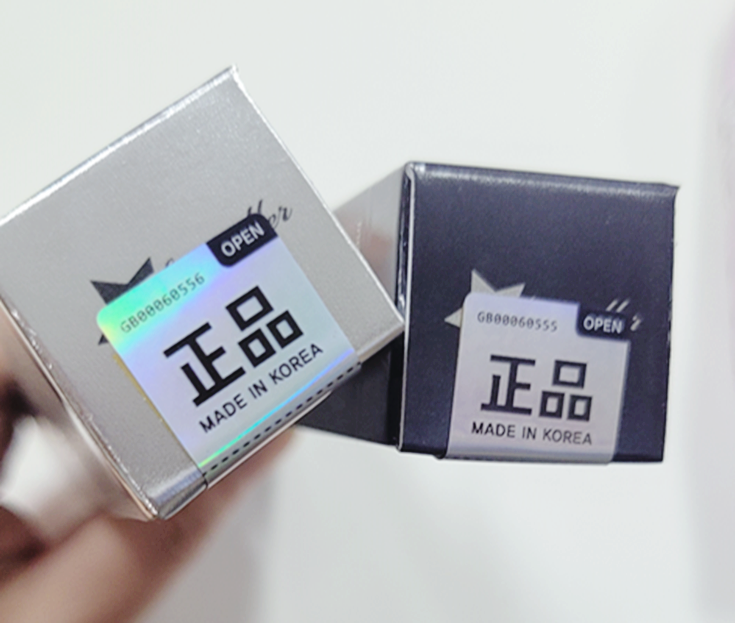 OPEN
GB00060556
正品
MADE IN KOREA
GB00060555
OPEN
正品
MADE IN KOREA